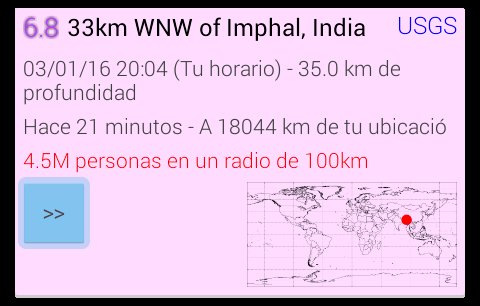 6.8 33km WNW of Imphal, India USGS
03/01/16 20:04 (Tu horario) - 35.0 km de
profundidad
Hace 21 minutos - A 18044 km de tu ubicació
4.5M personas en un radio de 100km
>>